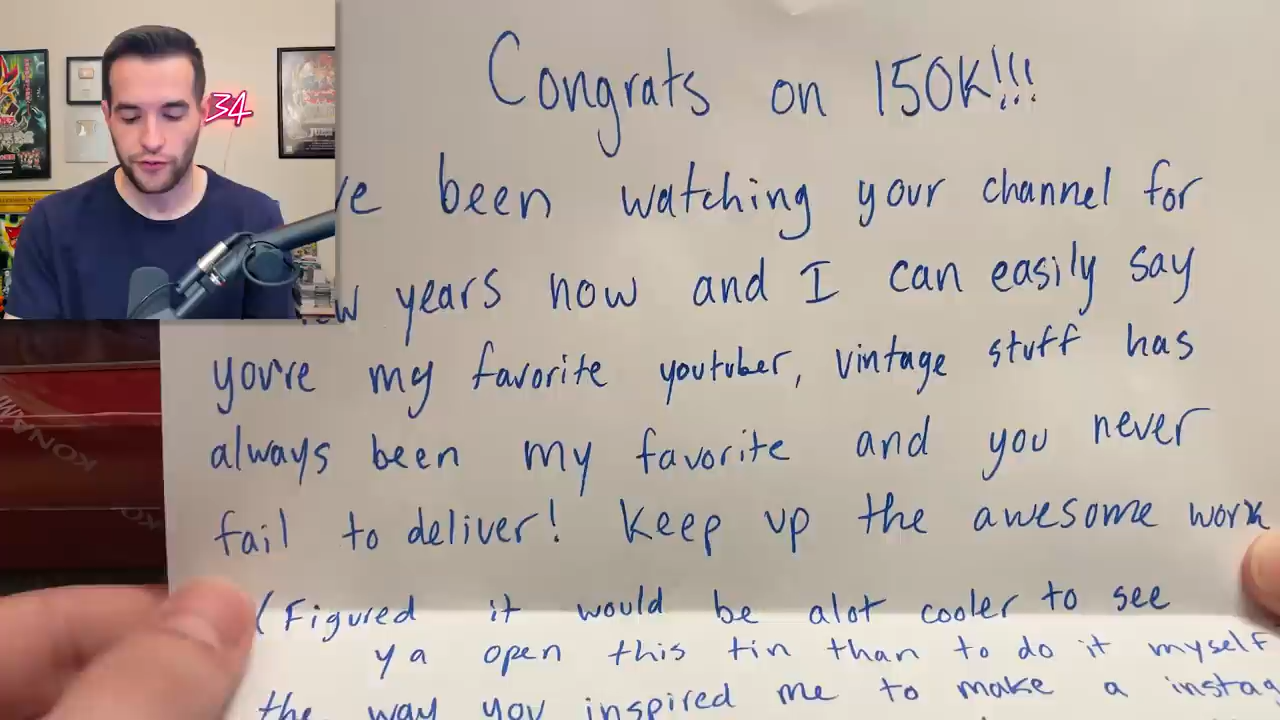 Congrats on 150K!!!
34
been watching your channel for
years now and I can easily say
you're my favorite youtuber, vintage stuff has
always been my favorite and you never
fail to deliver! Keep up the awesome work
KONAMI
(Figured it would be alot cooler to see
ya open this tin than to do it myself
the way you inspired me to make a